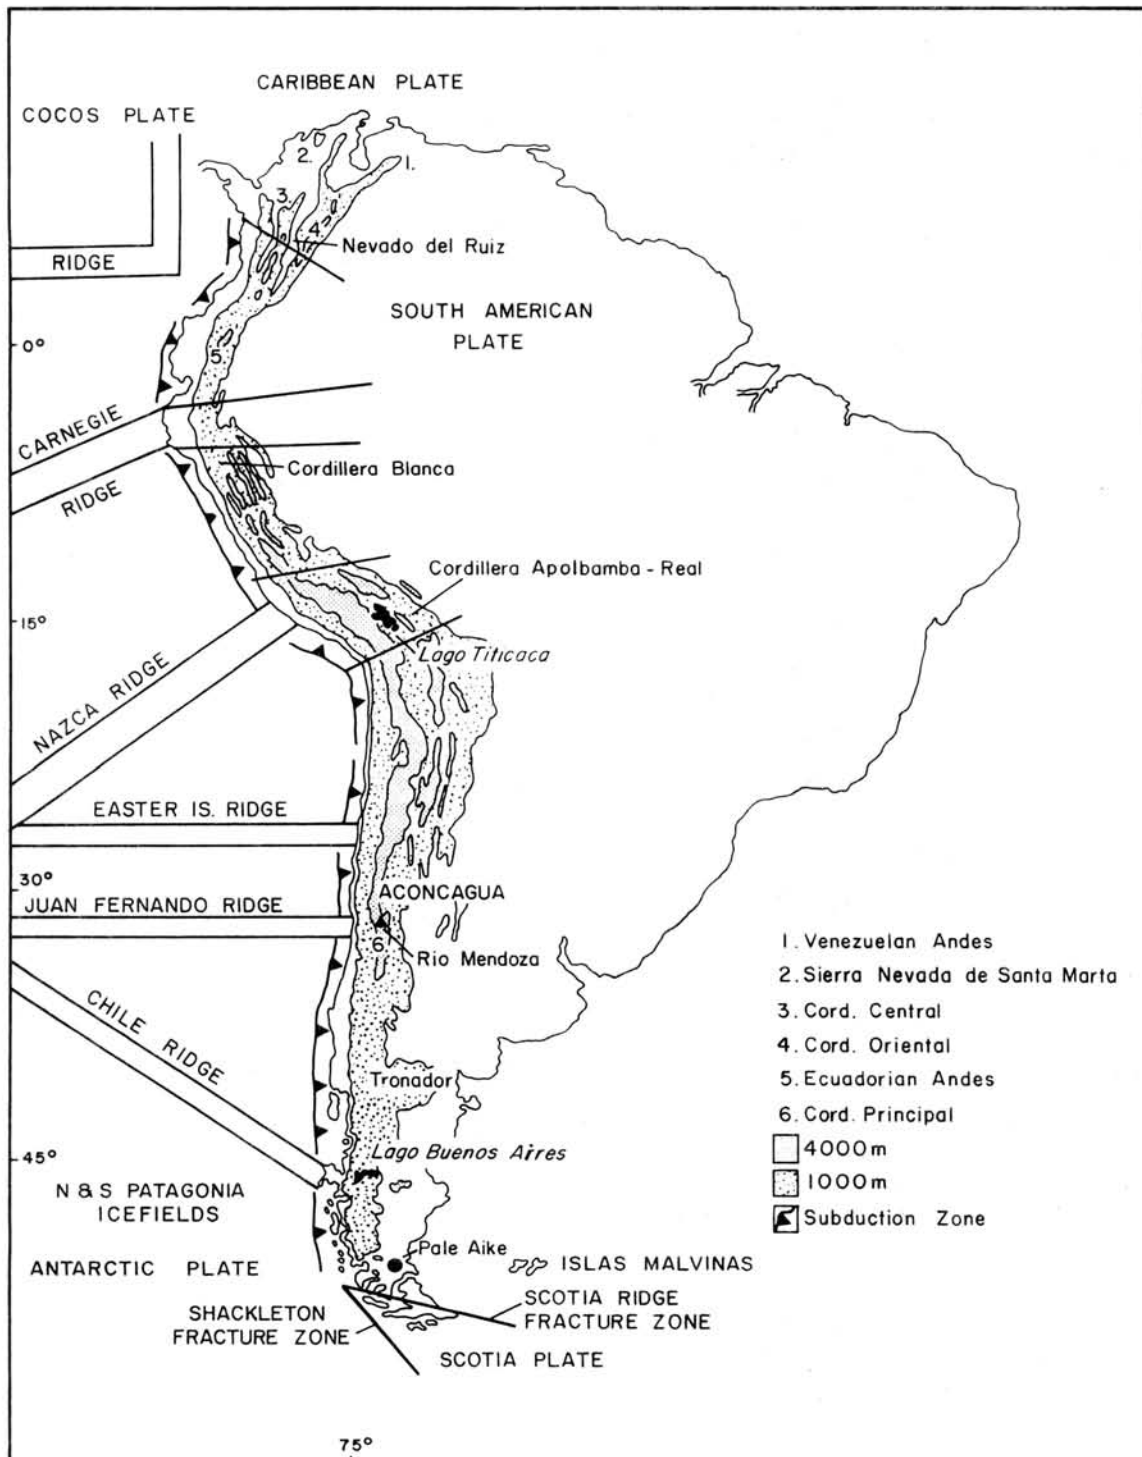 CARIBBEAN PLATE
COCOS PLATE
2.
1.
3.
4
Nevado del Ruiz
RIDGE
SOUTH AMERICAN
PLATE
0°
5.
CARNEGIE
RIDGE
Cordillera Blanca
Cordillera Apolbamba - Real
15°
Lago Titicaca
NAZCA RIDGE
EASTER IS. RIDGE
30°
ACONCAGUA
JUAN FERNANDO RIDGE
6
Rio Mendoza
CHILE RIDGE
Tronador
Lago Buenos Airres
45°
N & S PATAGONIA
ICEFIELDS
Pale Aike
ANTARCTIC PLATE
ISLAS MALVINAS
SCOTIA RIDGE
FRACTURE ZONE
SHACKLETON
FRACTURE ZONE
SCOTIA PLATE
75°
1. Venezuelan Andes
2. Sierra Nevada de Santa Marta
3. Cord. Central
4. Cord. Oriental
5. Ecuadorian Andes
6. Cord. Principal
4000m
1000m
Subduction Zone